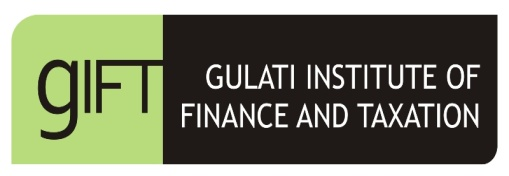 gIFT
GULATI INSTITUTE OF
FINANCE AND TAXATION